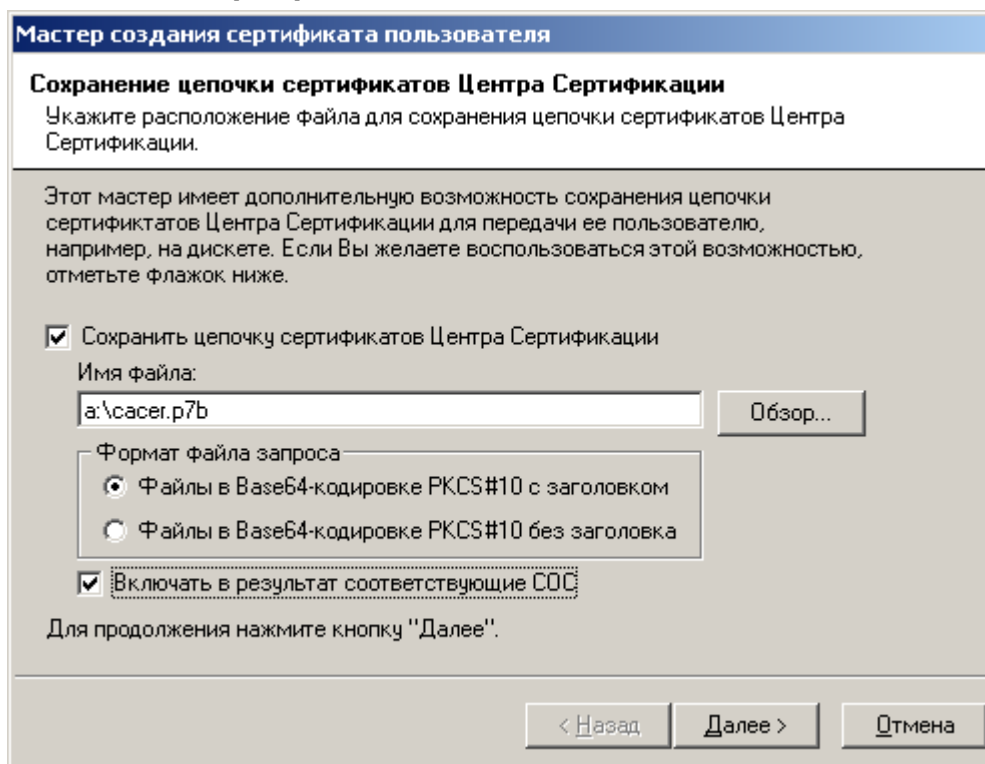 Мастер создания сертификата пользователя
Сохранение цепочки сертификатов Центра Сертификации
Укажите расположение файла для сохранения цепочки сертификатов Центра
Сертификации.
Этот мастер имеет дополнительную возможность сохранения цепочки
сертификтатов Центра Сертификации для передачи ее пользователю,
например, на дискете. Если Вы желаете воспользоваться этой возможностью,
отметьте флажок ниже.
Сохранить цепочку сертификатов Центра Сертификации
Имя файла:
a:\cacer.p7b
Обзор...
Формат файла запроса
Файлы в Base64-кодировке PKCS#10 с заголовком
Файлы в Base64-кодировке PKCS#10 без заголовка
Включать в результат соответствующие СОС
Для продолжения нажмите кнопку "Далее".
< Назад
Далее >
Отмена